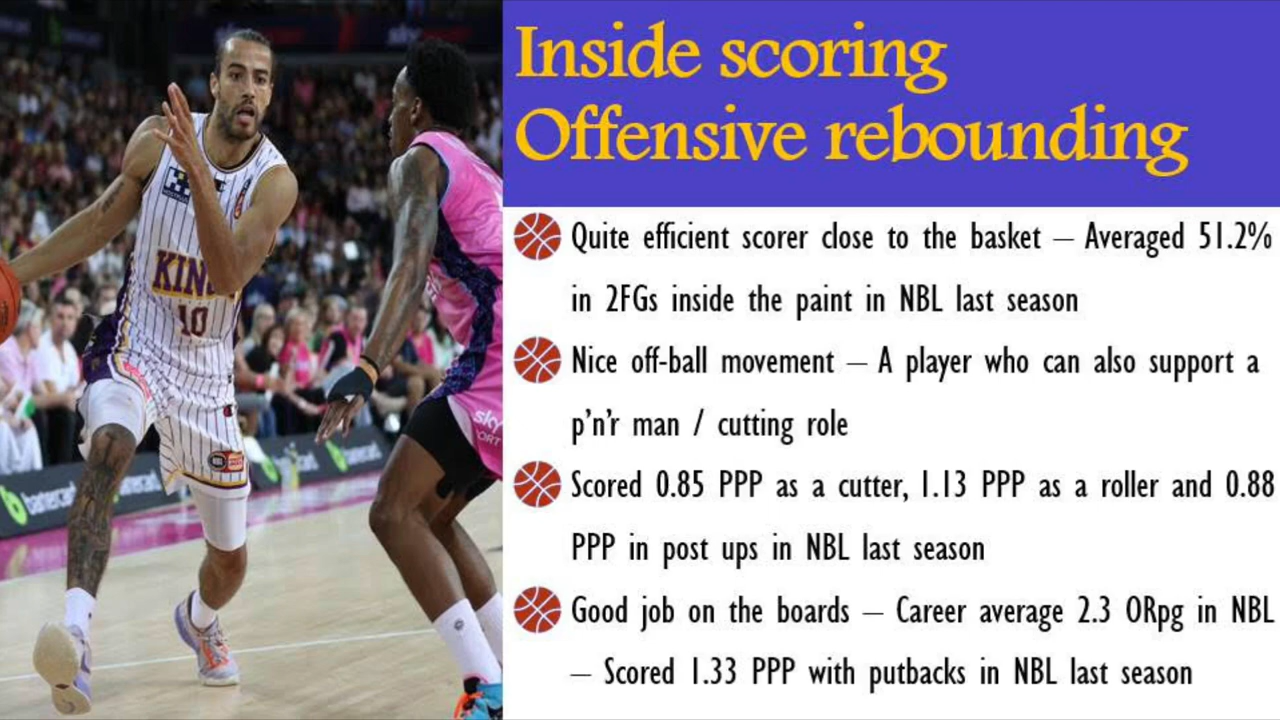 Inside scoring
Offensive rebounding
Quite efficient scorer close to the basket – Averaged 51.2%
in 2FGs inside the paint in NBL last season
Nice off-ball movement – A player who can also support a
p'n'r man / cutting role
Scored 0.85 PPP as a cutter, 1.13 PPP as a roller and 0.88
PPP in post ups in NBL last season
Good job on the boards – Career average 2.3 ORpg in NBL
– Scored 1.33 PPP with putbacks in NBL last season
KIN
10
sky